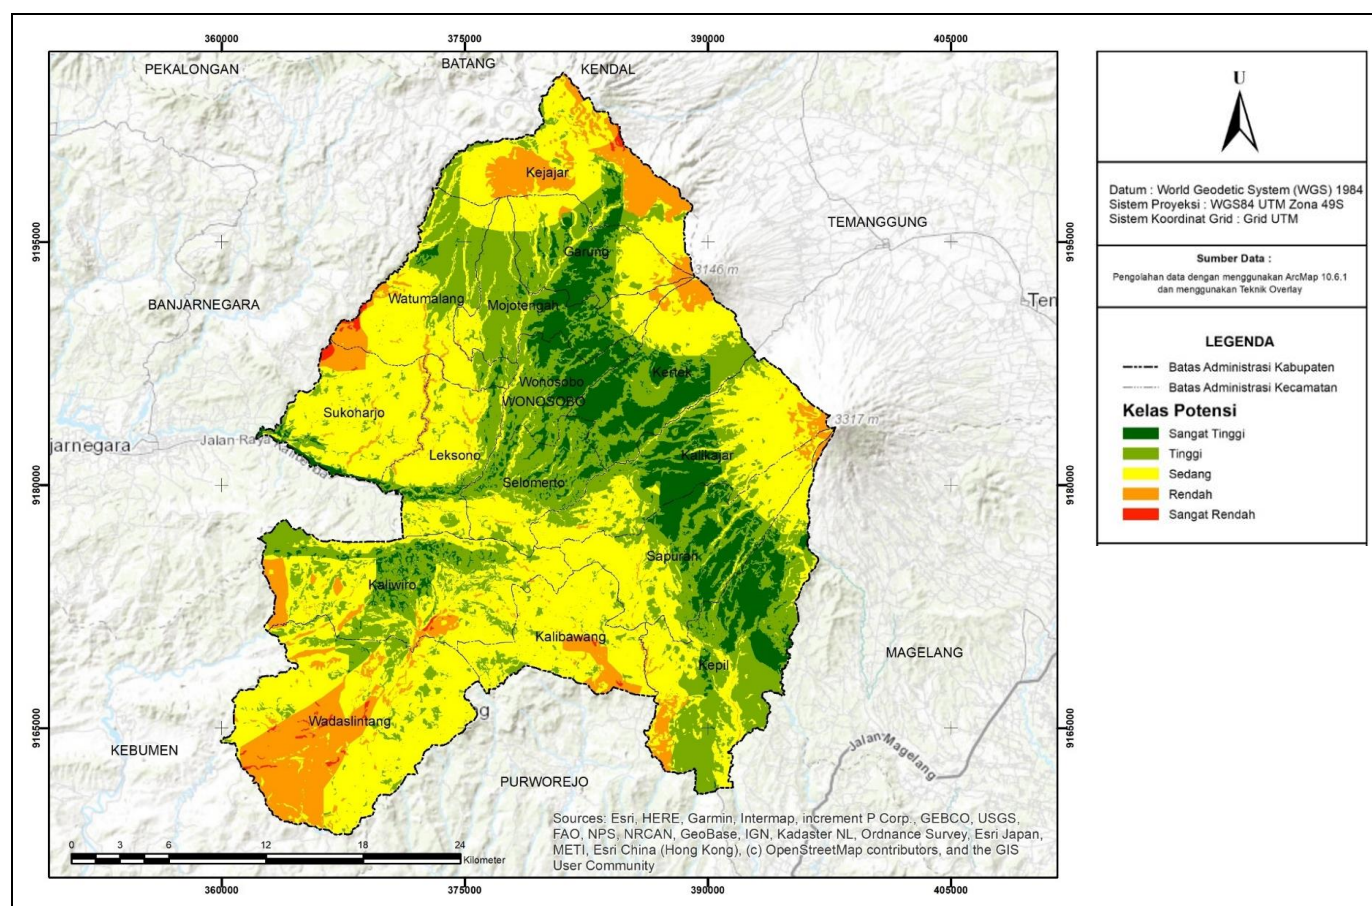 360000
375000
390000
405000
PEKALONGAN
BATANG
KENDAL
Kejajar
TEMANGGUNG
9195000
9195000
Garung
3146 m
Watumalang
Mojotengah
BANJARNEGARA
Kertek
Wonosobo
WONOSOBO
Sukoharjo
3317 m
jarnegara
Jalan Raya
Leksono
Kalikajar
Selomerto
9180000
9180000
Sapuran
Kaliwiro
Kalibawang
MAGELANG
Kepil
Wadaslintang
9165000
9165000
KEBUMEN
Jalan Magelang
PURWOREJO
Sources: Esri, HERE, Garmin, Intermap, increment P Corp., GEBCO, USGS,
FAO, NPS, NRCAN, GeoBase, IGN, Kadaster NL, Ordnance Survey, Esri Japan,
METI, Esri China (Hong Kong), (c) OpenStreetMap contributors, and the GIS
User Community
0 3 6 12 18 24
Kilometer
360000
375000
390000
405000
U
Datum : World Geodetic System (WGS) 1984
Sistem Proyeksi : WGS84 UTM Zona 49S
Sistem Koordinat Grid : Grid UTM
Sumber Data :
Pengolahan data dengan menggunakan ArcMap 10.6.1
dan menggunakan Teknik Overlay
LEGENDA
Batas Administrasi Kabupaten
Batas Administrasi Kecamatan
Kelas Potensi
Sangat Tinggi
Tinggi
Sedang
Rendah
Sangat Rendah